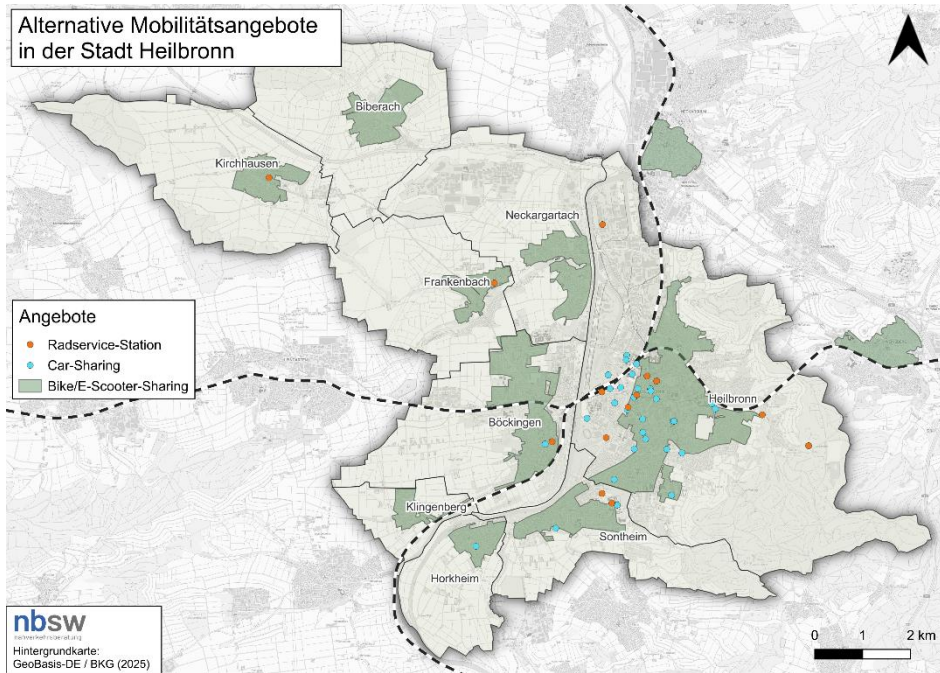 Alternative Mobilitätsangebote
in der Stadt Heilbronn
Biberach
Kirchhausen
Neckargartach
Frankenbach
Angebote
Radservice-Station
Car-Sharing
Bike/E-Scooter-Sharing
Heilbronn
Böckingen
Klingenberg
Sontheim
Horkheim
nbsw
nahverkehrsberatung
Hintergrundkarte:
GeoBasis-DE / BKG (2025)
0 1 2 km